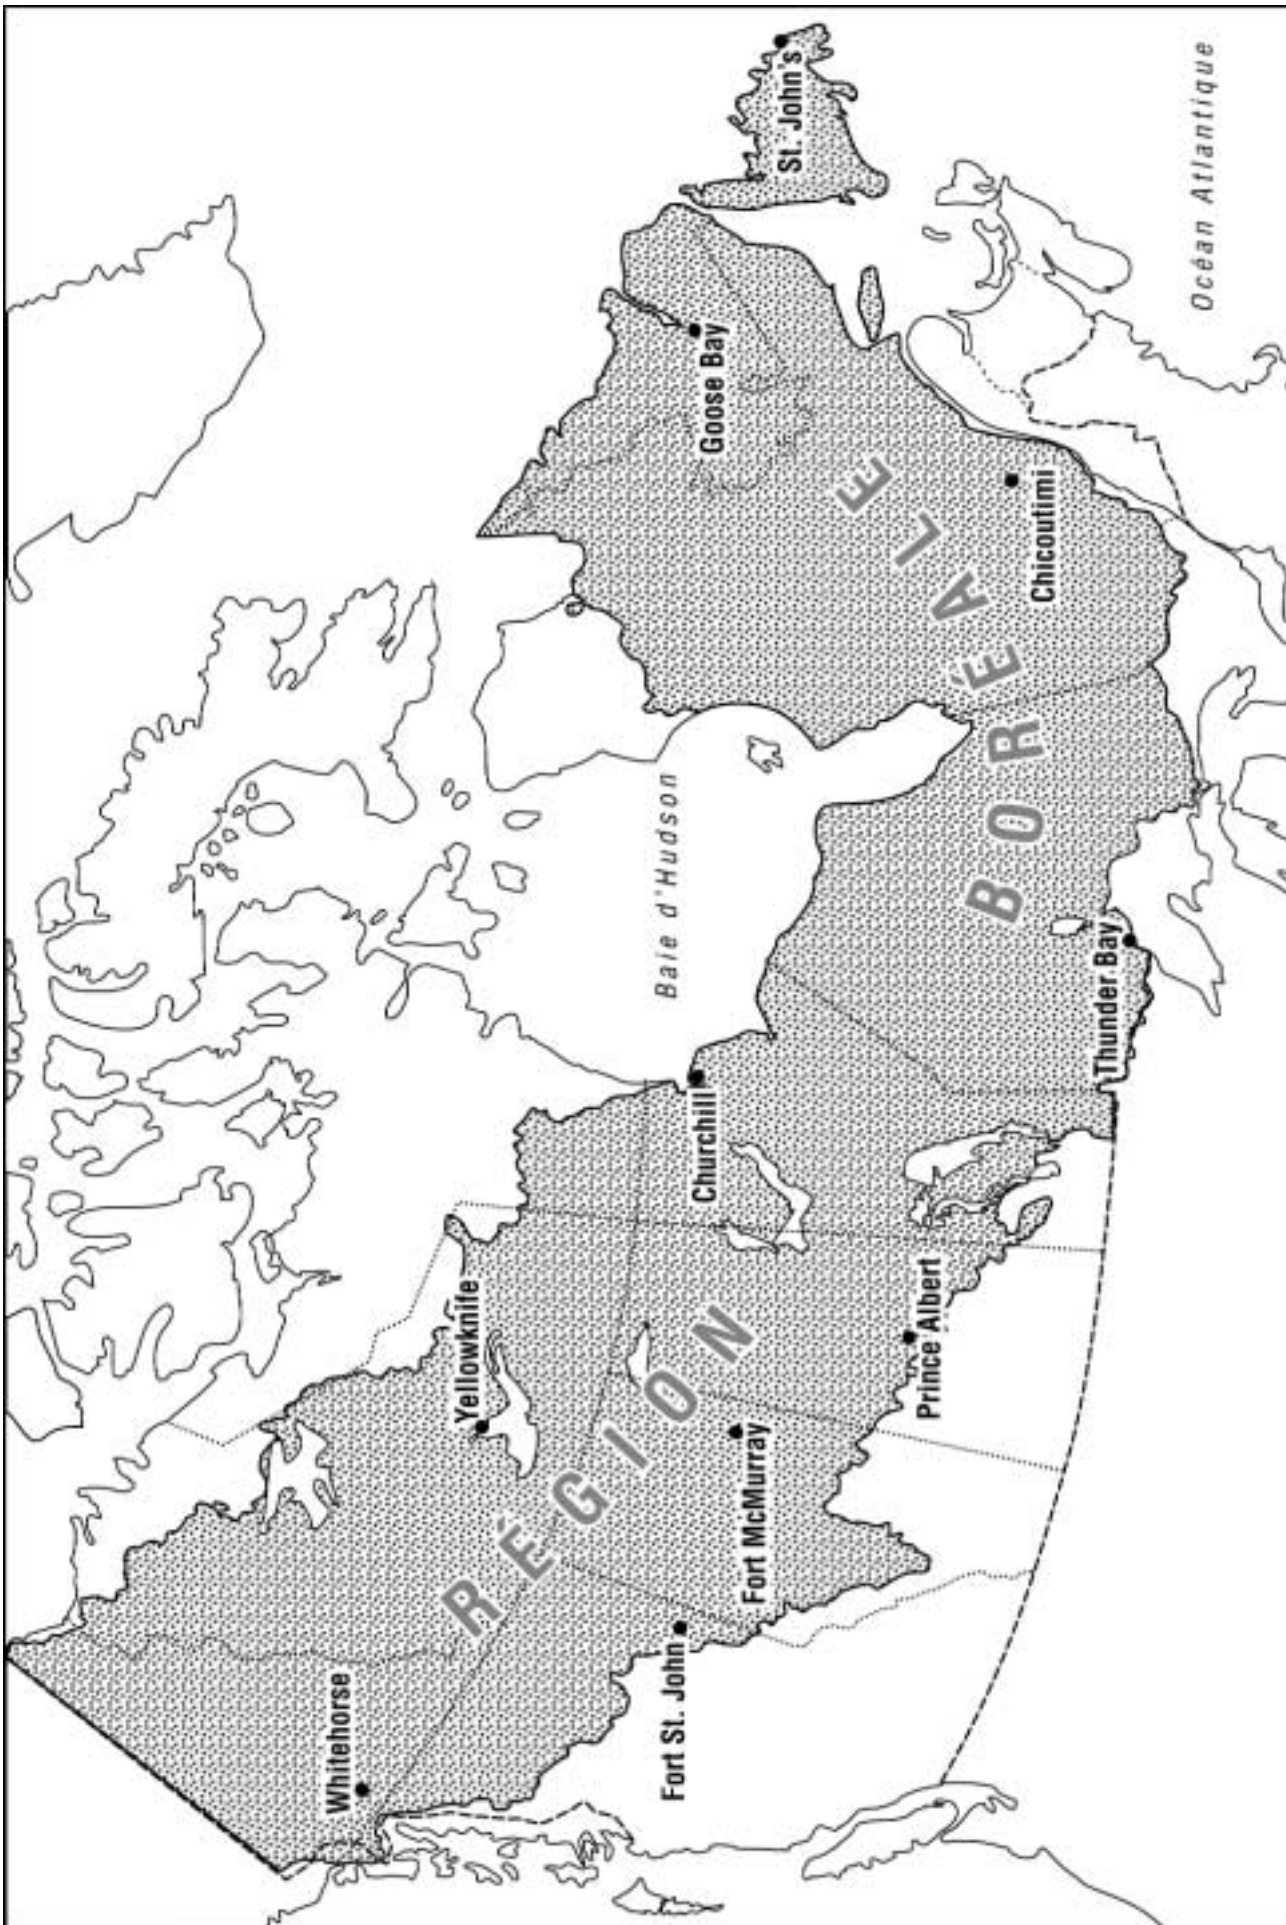 Whitehorse
Yellowknife
RÉGION
Fort St. John
Fort McMurray
Prince Albert
Churchill
Baie d'Hudson
Thunder Bay
BORÉALE
Chicoutimi
Goose Bay
St. John's
Océan Atlantique